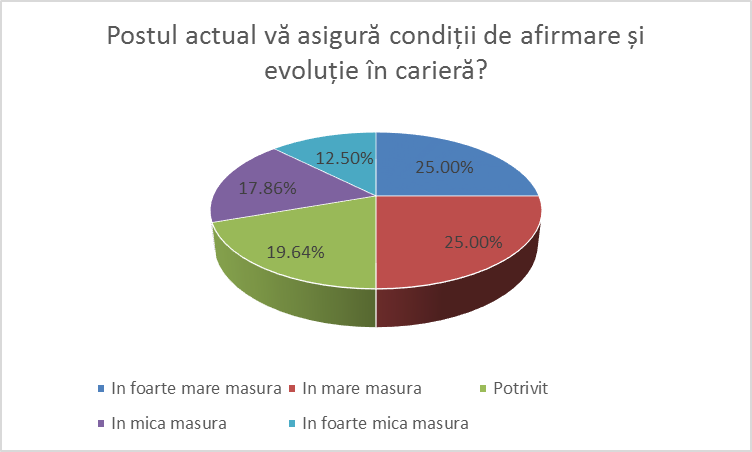 Postul actual vă asigură condiții de afirmare și
evoluție în carieră?
12.50%
25.00%
17.86%
25.00%
19.64%
In foarte mare masura
In mare masura
Potrivit
In mica masura
In foarte mica masura